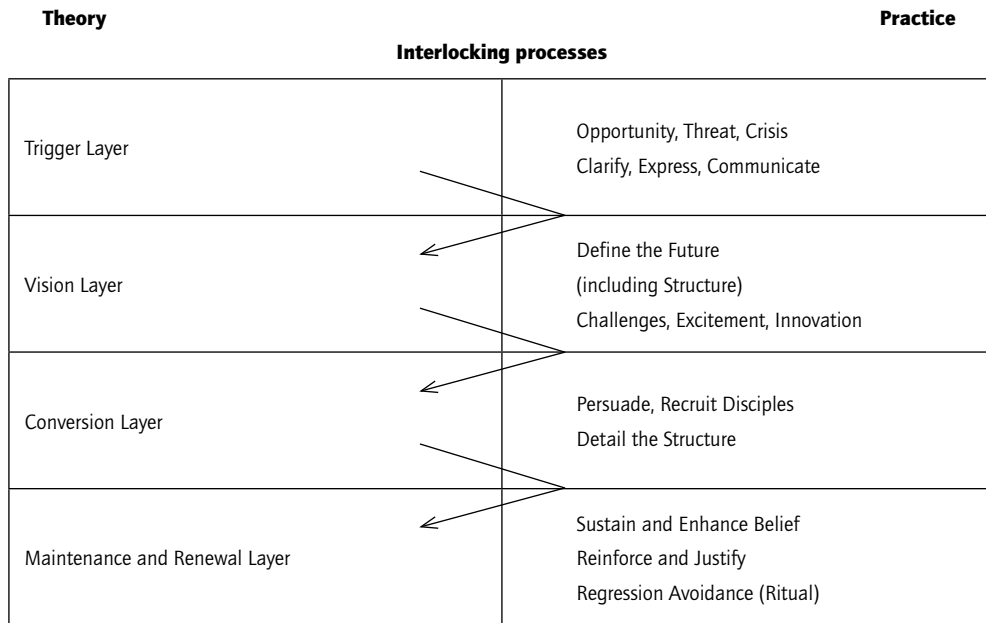 Theory
Practice
Interlocking processes
Trigger Layer
Opportunity, Threat, Crisis
Clarify, Express, Communicate
Vision Layer
Define the Future
(including Structure)
Challenges, Excitement, Innovation
Conversion Layer
Persuade, Recruit Disciples
Detail the Structure
Maintenance and Renewal Layer
Sustain and Enhance Belief
Reinforce and Justify
Regression Avoidance (Ritual)